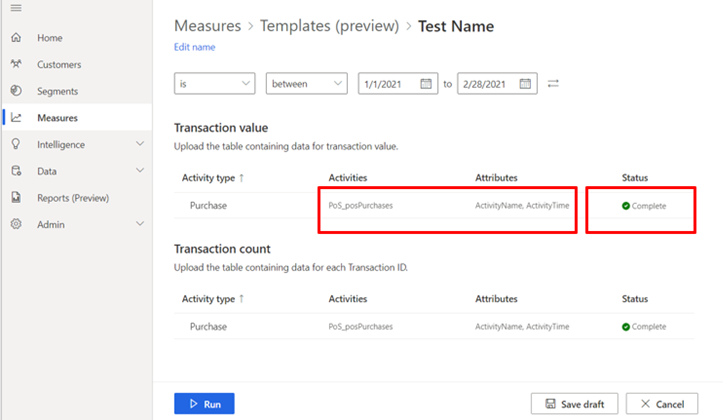 Measures > Templates (preview) > Test Name
Edit name
Home
Customers
Segments
Measures
Intelligence
Data
Reports (Preview)
Admin
is between 1/1/2021 to 2/28/2021
Transaction value
Upload the table containing data for transaction value.
Activity type ↑ Activities Attributes Status
Purchase PoS_posPurchases ActivityName, ActivityTime Complete
Transaction count
Upload the table containing data for each Transaction ID.
Activity type ↑ Activities Attributes Status
Purchase PoS_posPurchases ActivityName, ActivityTime Complete
Run Save draft Cancel